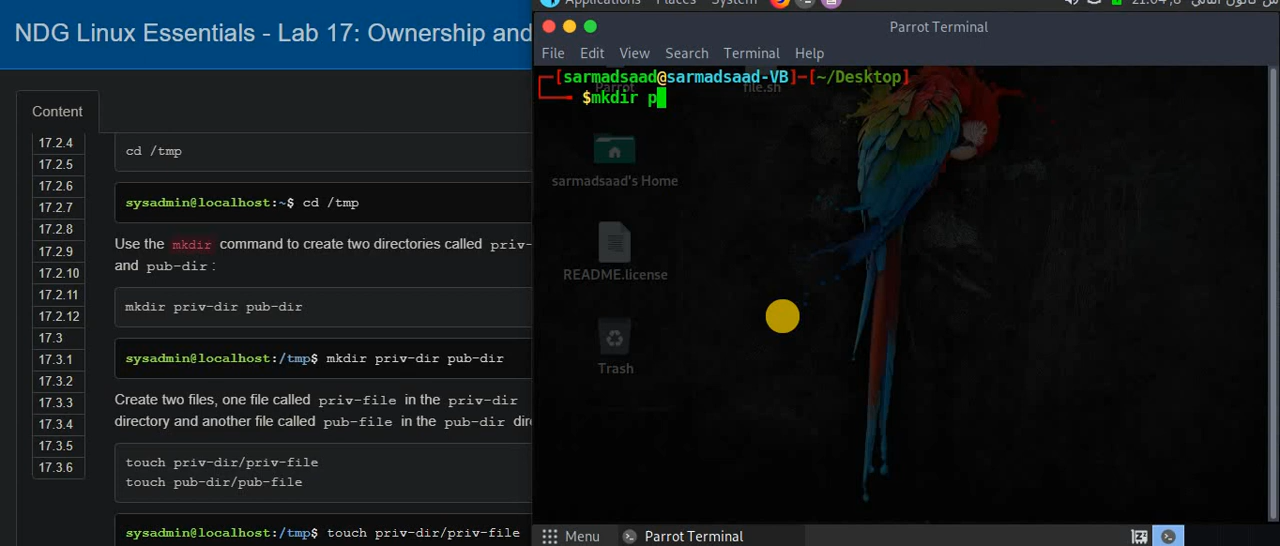 NDG Linux Essentials - Lab 17: Ownership and
Content
17.2.4
17.2.5
17.2.6
17.2.7
17.2.8
17.2.9
17.2.10
17.2.11
17.2.12
17.3
17.3.1
17.3.2
17.3.3
17.3.4
17.3.5
17.3.6
cd /tmp
sysadmin@localhost:~$ cd /tmp
Use the mkdir command to create two directories called priv-
and pub-dir:
mkdir priv-dir pub-dir
sysadmin@localhost:/tmp$ mkdir priv-dir pub-dir
Create two files, one file called priv-file in the priv-dir
directory and another file called pub-file in the pub-dir dir
touch priv-dir/priv-file
touch pub-dir/pub-file
sysadmin@localhost:/tmp$ touch priv-dir/priv-file
Applications Places System
كانون الثاني 8, 21:04
Parrot Terminal
File Edit View Search Terminal Help
[sarmadsaad@sarmadsaad-VB]-[~/Desktop]
$mkdir p
Parrot
file.sh
sarmadsaad's Home
README.license
Trash
Menu
Parrot Terminal